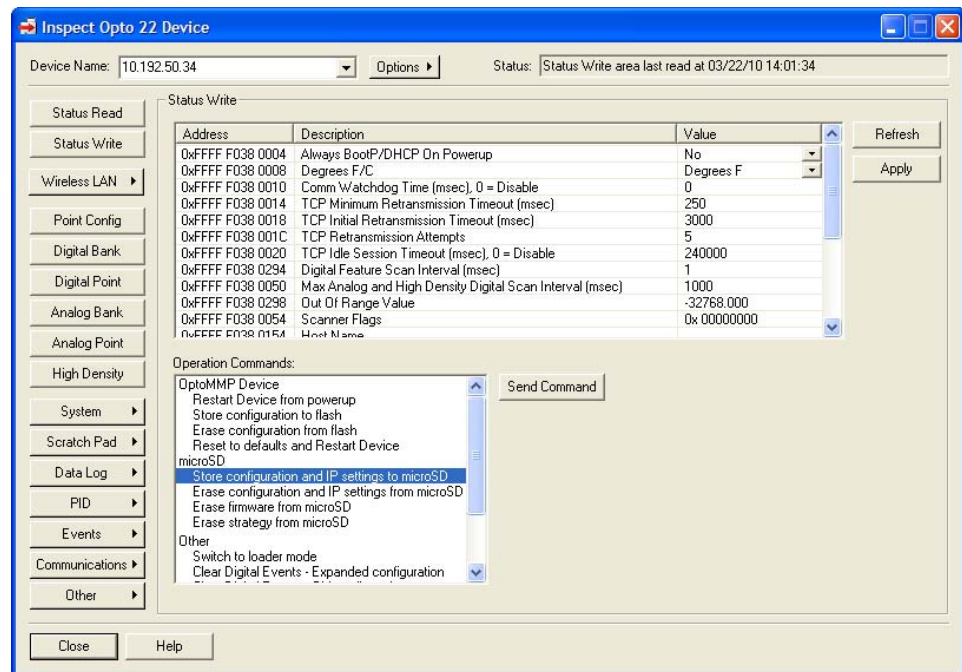 Inspect Opto 22 Device
Device Name: 10.192.50.34 Options Status: Status Write area last read at 03/22/10 14:01:34
Status Read
Status Write
Wireless LAN
Point Config
Digital Bank
Digital Point
Analog Bank
Analog Point
High Density
System
Scratch Pad
Data Log
PID
Events
Communications
Other
Status Write
Address Description Value
0xFFFF F038 0004 Always BootP/DHCP On Powerup No
0xFFFF F038 0008 Degrees F/C Degrees F
0xFFFF F038 0010 Comm Watchdog Time (msec), 0 = Disable 0
0xFFFF F038 0014 TCP Minimum Retransmission Timeout (msec) 250
0xFFFF F038 0018 TCP Initial Retransmission Timeout (msec) 3000
0xFFFF F038 001C TCP Retransmission Attempts 5
0xFFFF F038 0020 TCP Idle Session Timeout (msec), 0 = Disable 240000
0xFFFF F038 0294 Digital Feature Scan Interval (msec) 1
0xFFFF F038 0050 Max Analog and High Density Digital Scan Interval (msec) 1000
0xFFFF F038 0298 Out Of Range Value -32768.000
0xFFFF F038 0054 Scanner Flags 0x 00000000
0xFFFF F038 0154 Host Name
Refresh
Apply
Operation Commands:
OptoMMP Device
Restart Device from powerup
Store configuration to flash
Erase configuration from flash
Reset to defaults and Restart Device
microSD
Store configuration and IP settings to microSD
Erase configuration and IP settings from microSD
Erase firmware from microSD
Erase strategy from microSD
Other
Switch to loader mode
Clear Digital Events - Expanded configuration
Send Command
Close Help